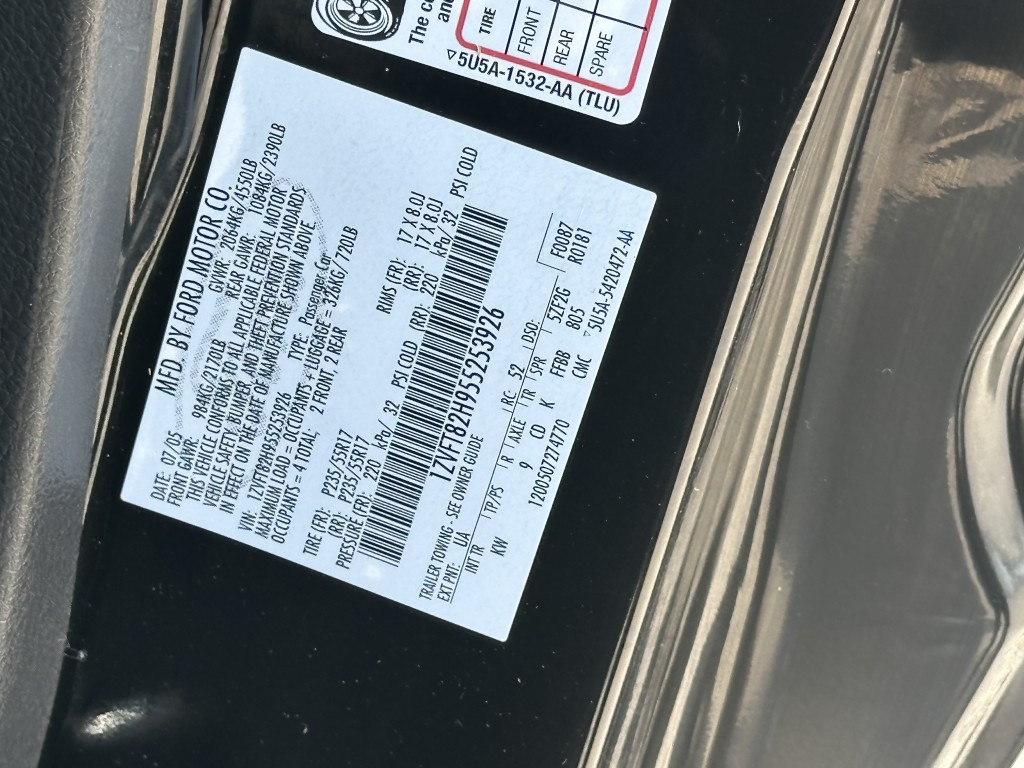 The co
and
TIRE
FRONT
REAR
SPARE
5U5A-1532-AA (TLU)
MFD. BY FORD MOTOR CO.
DATE: 07/05 GVWR: 2064KG/4550LB
FRONT GAWR: 984KG/2170LB REAR GAWR: 1084KG/2390LB
THIS VEHICLE CONFORMS TO ALL APPLICABLE FEDERAL MOTOR
VEHICLE SAFETY, BUMPER, AND THEFT PREVENTION STANDARDS
IN EFFECT ON THE DATE OF MANUFACTURE SHOWN ABOVE.
VIN: 1ZVFT82H955253926 TYPE: Passenger Car
MAXIMUM LOAD = OCCUPANTS + LUGGAGE = 326KG/720LB
OCCUPANTS = 4 TOTAL; 2 FRONT, 2 REAR
TIRE (FR): P235/55R17 RIMS (FR): 17 X 8.0J
(RR): P235/55R17 (RR): 17 X 8.0J
PRESSURE (FR): 220 kPa/ 32 PSI COLD (RR): 220 kPa/ 32 PSI COLD
1ZVFT82H955253926
TRAILER TOWING - SEE OWNER GUIDE
EXT PNT: UA RC: 52 DSO: F0087
INT TR TP/PS R AXLE TR SPR 5ZF2G R0181
KW 9 CD K FFB 805
12005072174770 CMC 5U5A-5420472-AA